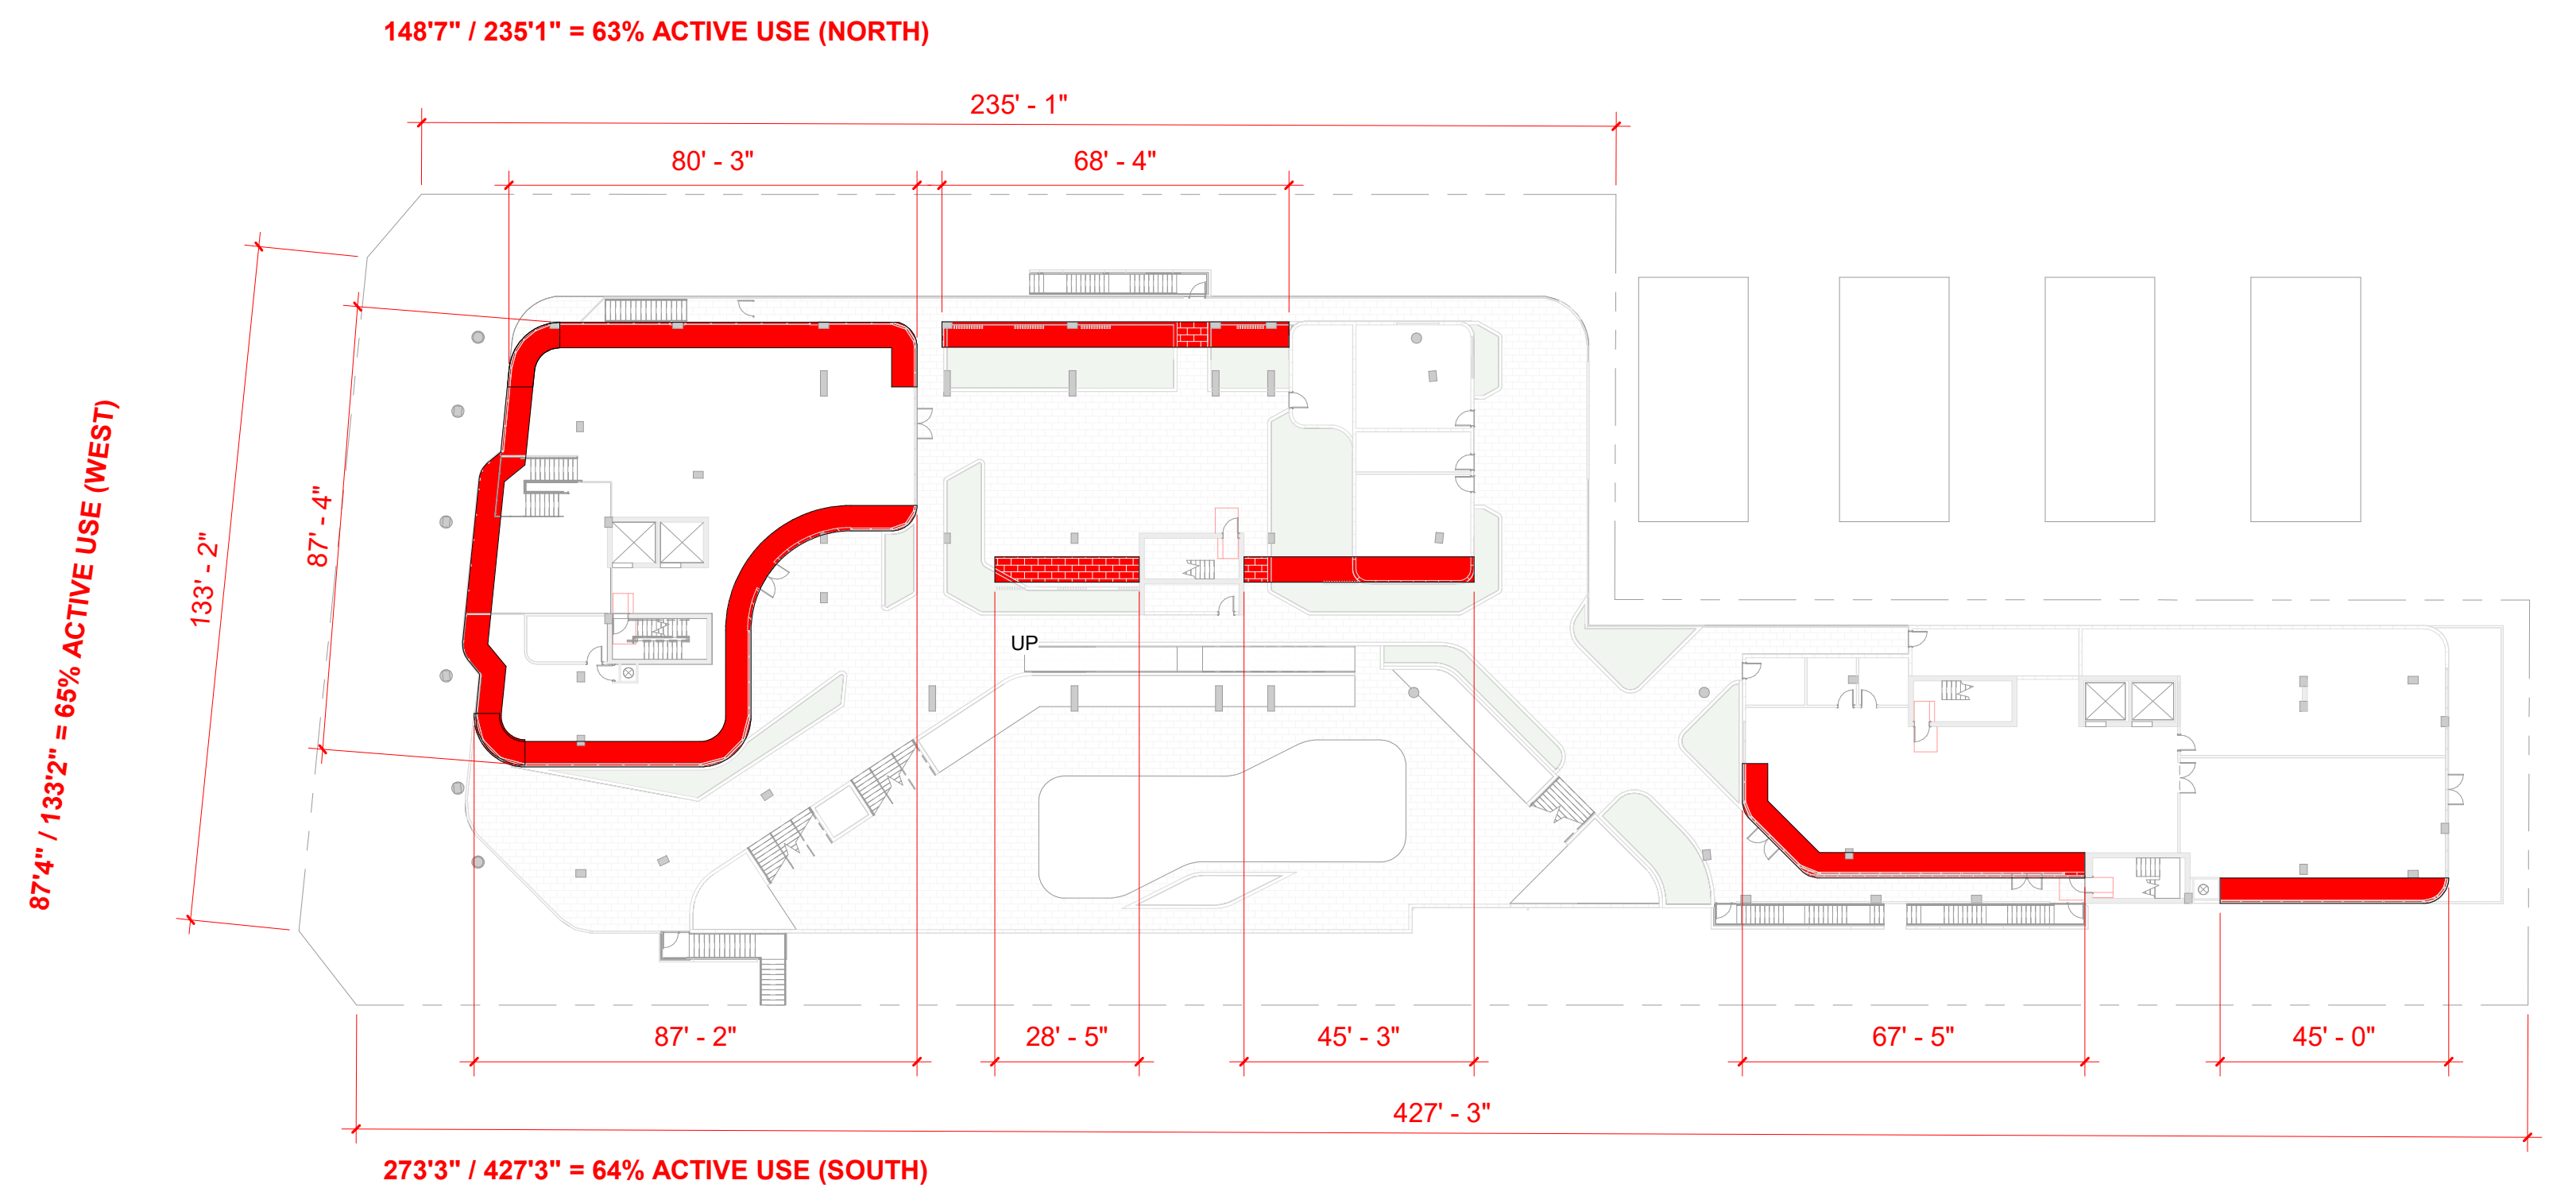 148'7" / 235'1" = 63% ACTIVE USE (NORTH)
235' - 1"
80' - 3"
68' - 4"
87'4" / 133'2" = 65% ACTIVE USE (WEST)
133' - 2"
87' - 4"
UP
87' - 2"
28' - 5"
45' - 3"
67' - 5"
45' - 0"
427' - 3"
273'3" / 427'3" = 64% ACTIVE USE (SOUTH)